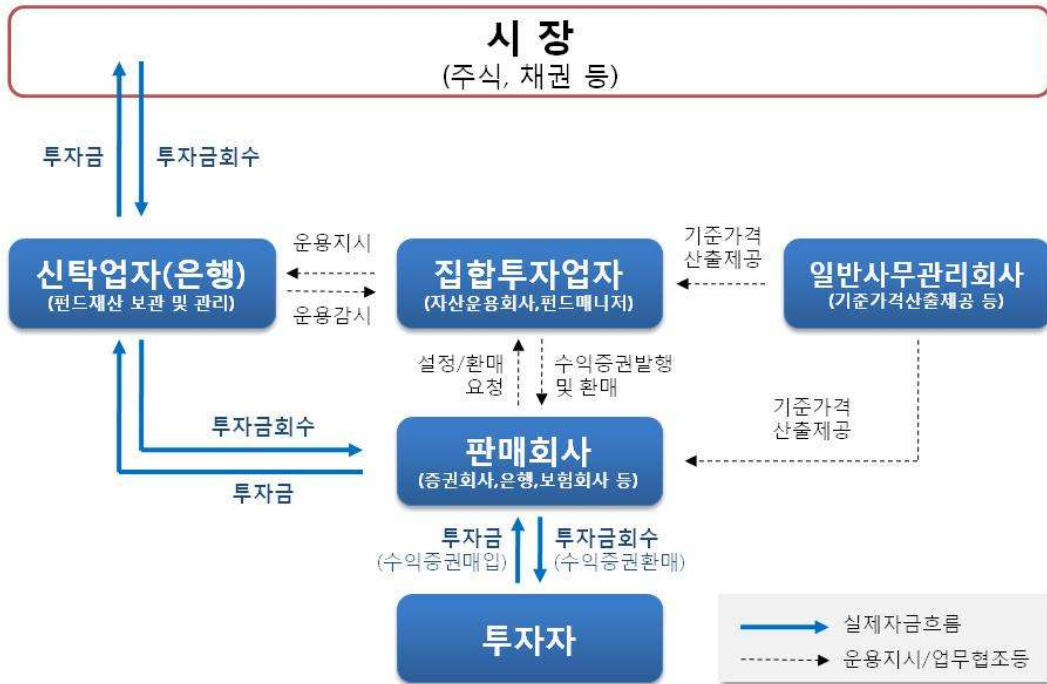 시 장
(주식, 채권 등)
투자금
투자금회수
신탁업자(은행)
(펀드재산 보관 및 관리)
운용지시
운용감시
집합투자업자
(자산운용회사,펀드매니저)
기준가격
산출제공
일반사무관리회사
(기준가격산출제공 등)
설정/환매
요청
수익증권발행
및 환매
기준가격
산출제공
투자금회수
투자금
판매회사
(증권회사,은행,보험회사 등)
투자금
(수익증권매입)
투자금회수
(수익증권환매)
투자자
실제자금흐름
운용지시/업무협조등